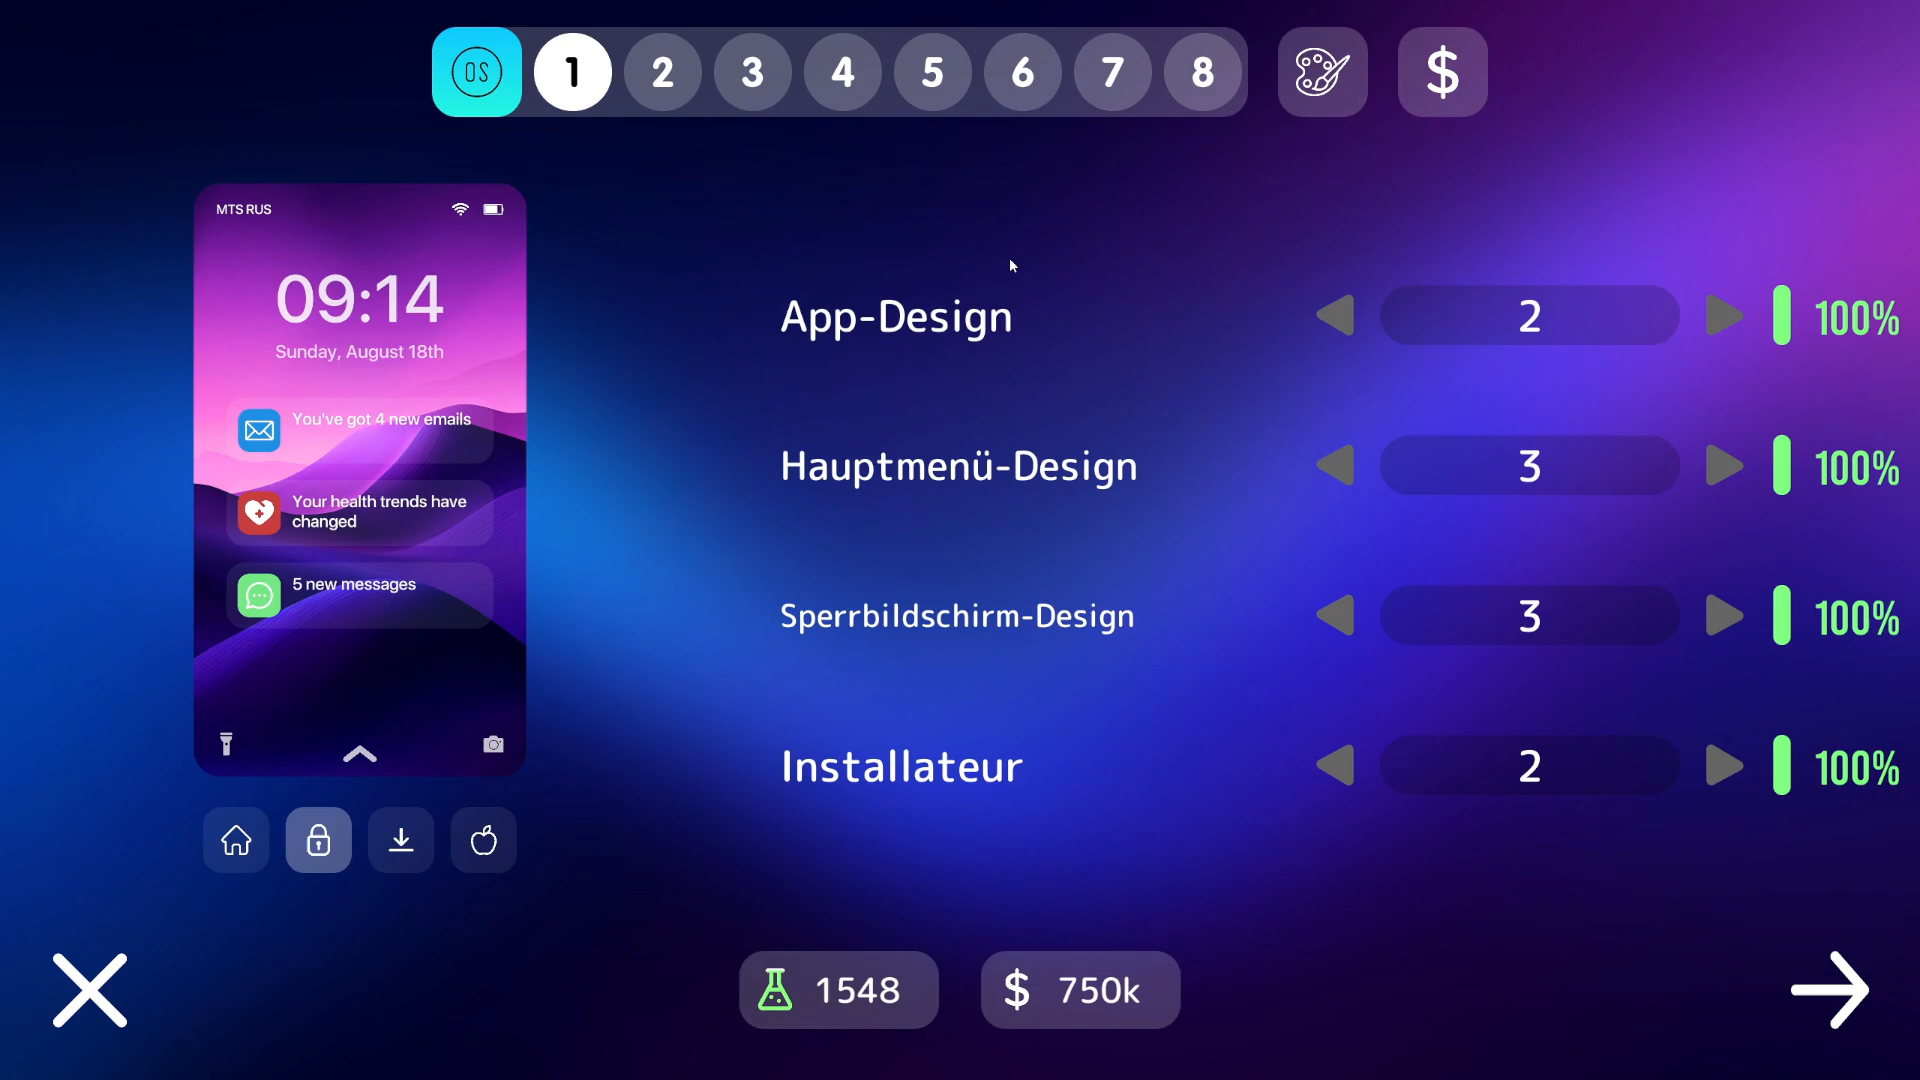 OS 1 2 3 4 5 6 7 8 $
MTS RUS
09:14
Sunday, August 18th
You've got 4 new emails
Your health trends have
changed
5 new messages
App-Design 2 100%
Hauptmenü-Design 3 100%
Sperrbildschirm-Design 3 100%
Installateur 2 100%
1548 $ 750k